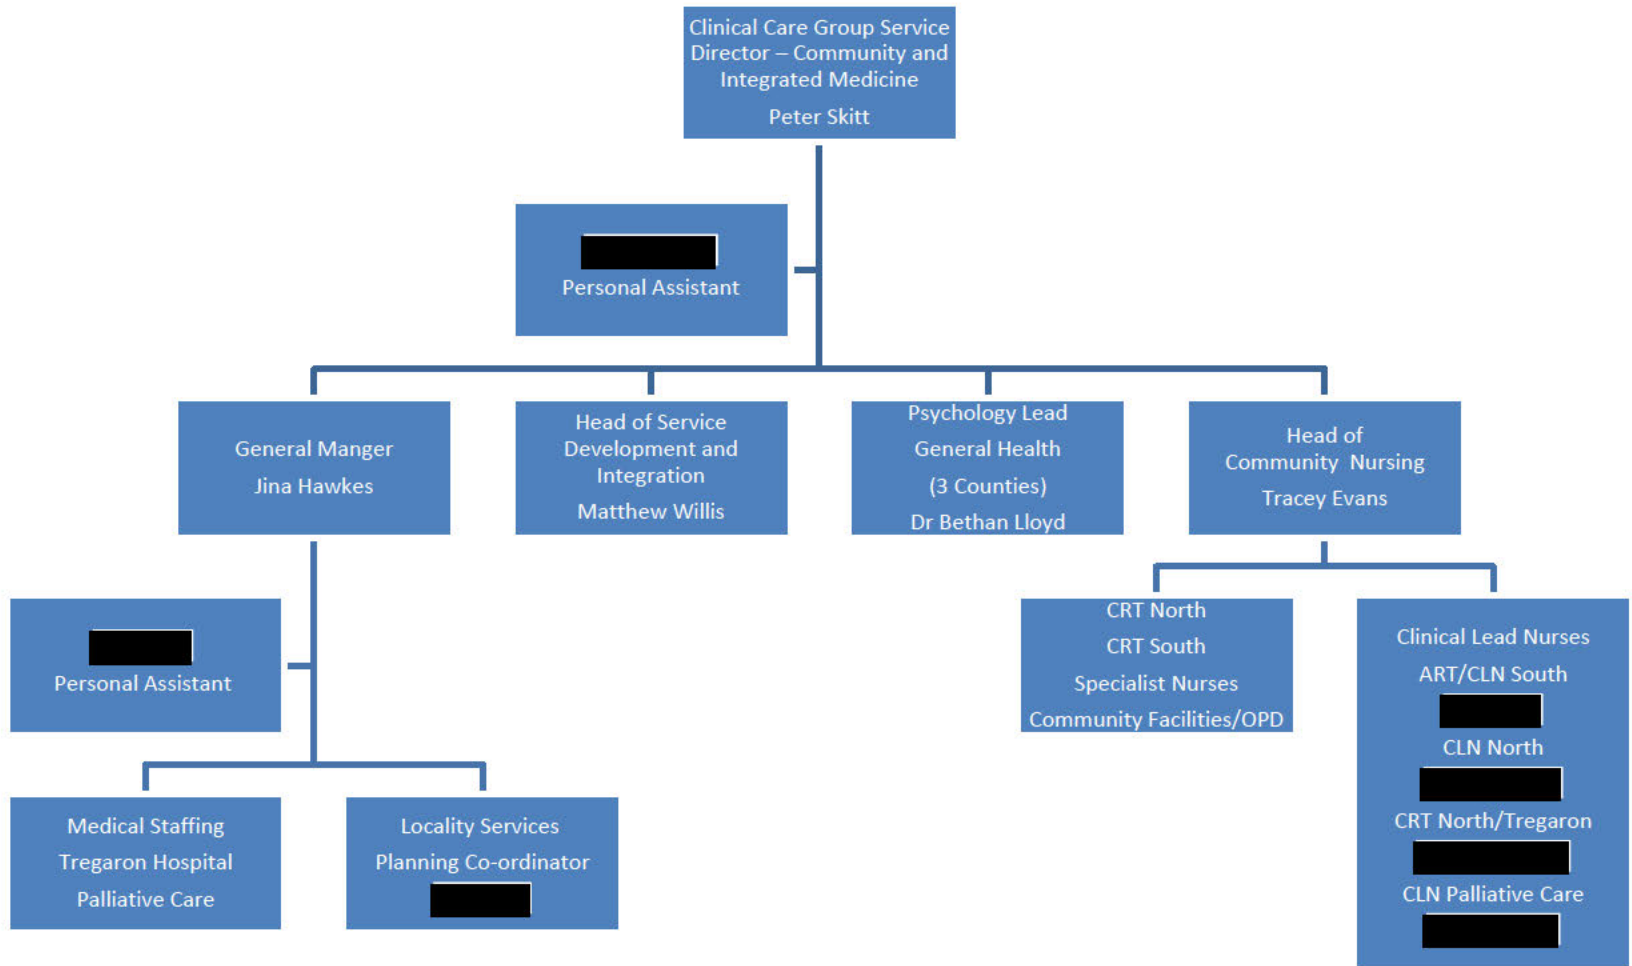 Clinical Care Group Service
Director – Community and
Integrated Medicine
Peter Skitt
Personal Assistant
General Manger
Jina Hawkes
Head of Service
Development and
Integration
Matthew Willis
Psychology Lead
General Health
(3 Counties)
Dr Bethan Lloyd
Head of
Community Nursing
Tracey Evans
Personal Assistant
CRT North
CRT South
Specialist Nurses
Community Facilities/OPD
Clinical Lead Nurses
ART/CLN South
CLN North
CRT North/Tregaron
CLN Palliative Care
Medical Staffing
Tregaron Hospital
Palliative Care
Locality Services
Planning Co-ordinator